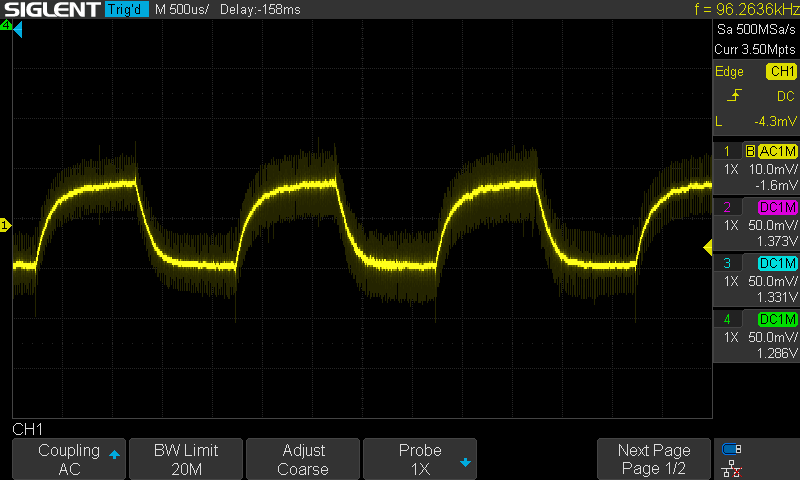 SIGLENT Trig'd M 500us/ Delay:-158ms f = 96.2636kHz
Sa 500MSa/s
Curr 3.50Mpts
Edge CH1
DC
L -4.3mV
1 B AC1M
1X 10.0mV/
-1.6mV
2 DC1M
1X 50.0mV/
1.373V
3 DC1M
1X 50.0mV/
1.331V
4 DC1M
1X 50.0mV/
1.286V
4
1
CH1
Coupling BW Limit Adjust Probe Next Page
AC 20M Coarse 1X Page 1/2